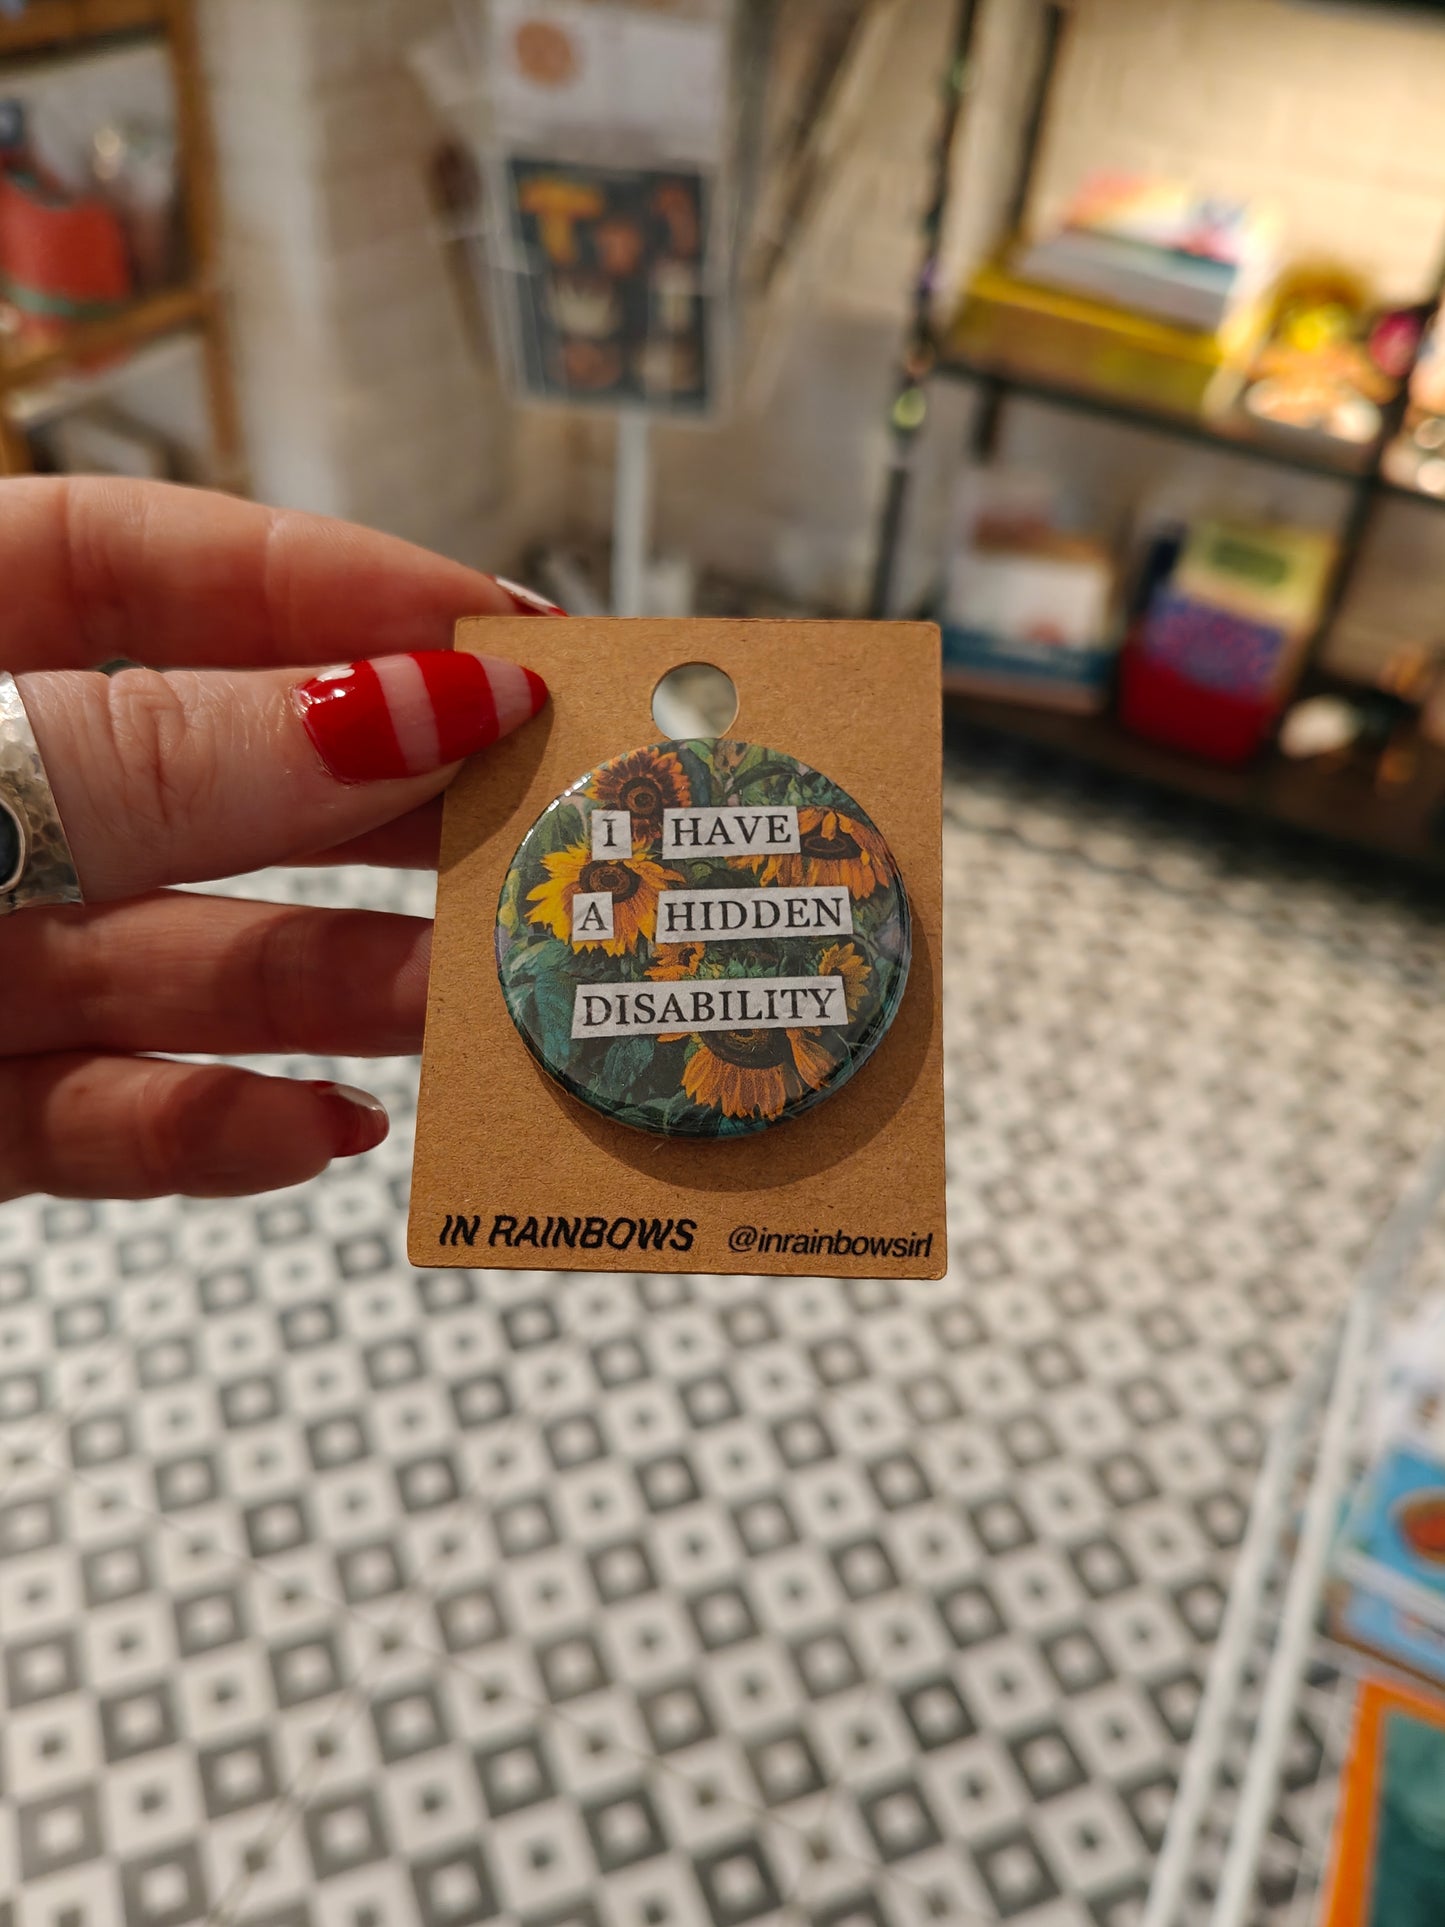 I HAVE
A HIDDEN
DISABILITY
IN RAINBOWS @inrainbowsirl